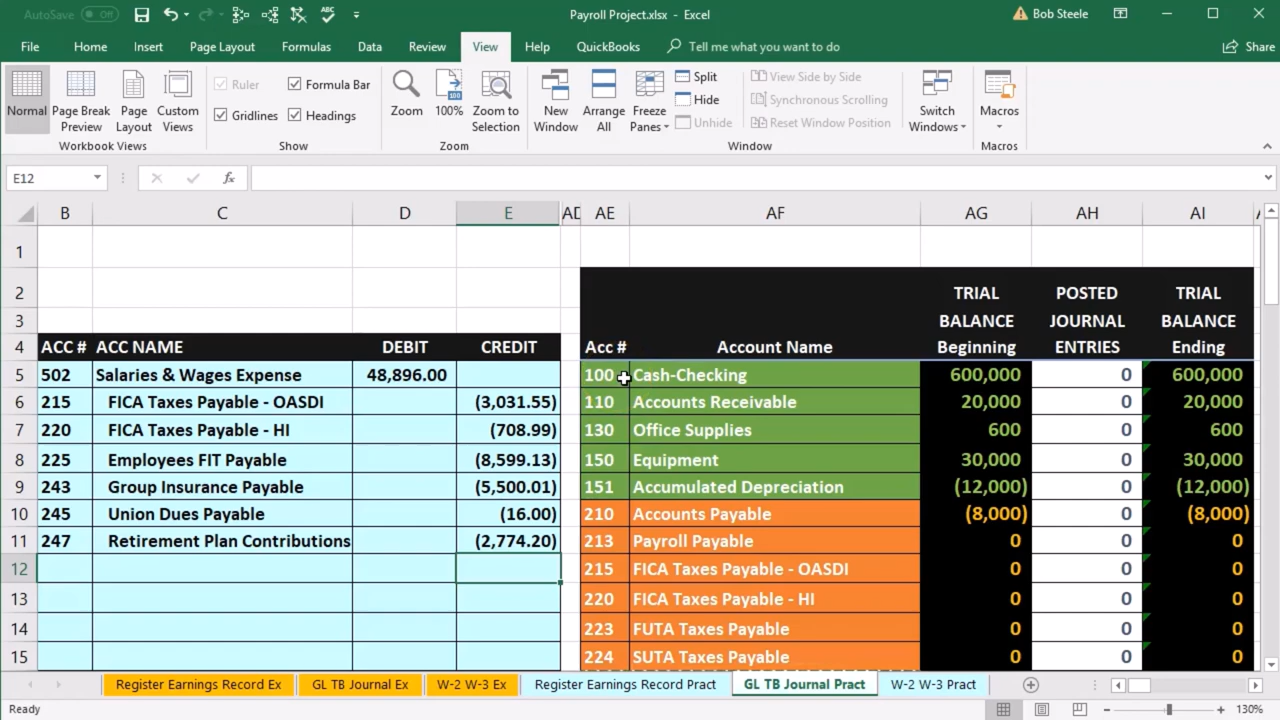 AutoSave Off Payroll Project.xlsx - Excel Bob Steele
File Home Insert Page Layout Formulas Data Review View Help QuickBooks Tell me what you want to do Share
Normal Page Break Preview Page Layout Custom Views
Workbook Views
Ruler Formula Bar
Gridlines Headings
Show
Zoom 100% Zoom to Selection
Zoom
New Window Arrange All Freeze Panes
Split
Hide
Unhide
View Side by Side
Synchronous Scrolling
Reset Window Position
Switch Windows
Window
Macros
Macros
E12 fx
B C D E AD AE AF AG AH AI
1
2 TRIAL POSTED TRIAL
3 BALANCE JOURNAL BALANCE
4 ACC # ACC NAME DEBIT CREDIT Acc # Account Name Beginning ENTRIES Ending
5 502 Salaries & Wages Expense 48,896.00 100 Cash-Checking 600,000 0 600,000
6 215 FICA Taxes Payable - OASDI (3,031.55) 110 Accounts Receivable 20,000 0 20,000
7 220 FICA Taxes Payable - HI (708.99) 130 Office Supplies 600 0 600
8 225 Employees FIT Payable (8,599.13) 150 Equipment 30,000 0 30,000
9 243 Group Insurance Payable (5,500.01) 151 Accumulated Depreciation (12,000) 0 (12,000)
10 245 Union Dues Payable (16.00) 210 Accounts Payable (8,000) 0 (8,000)
11 247 Retirement Plan Contributions (2,774.20) 213 Payroll Payable 0 0 0
12 215 FICA Taxes Payable - OASDI 0 0 0
13 220 FICA Taxes Payable - HI 0 0 0
14 223 FUTA Taxes Payable 0 0 0
15 224 SUTA Taxes Payable 0 0 0
Register Earnings Record Ex GL TB Journal Ex W-2 W-3 Ex Register Earnings Record Pract GL TB Journal Pract W-2 W-3 Pract
Ready 130%